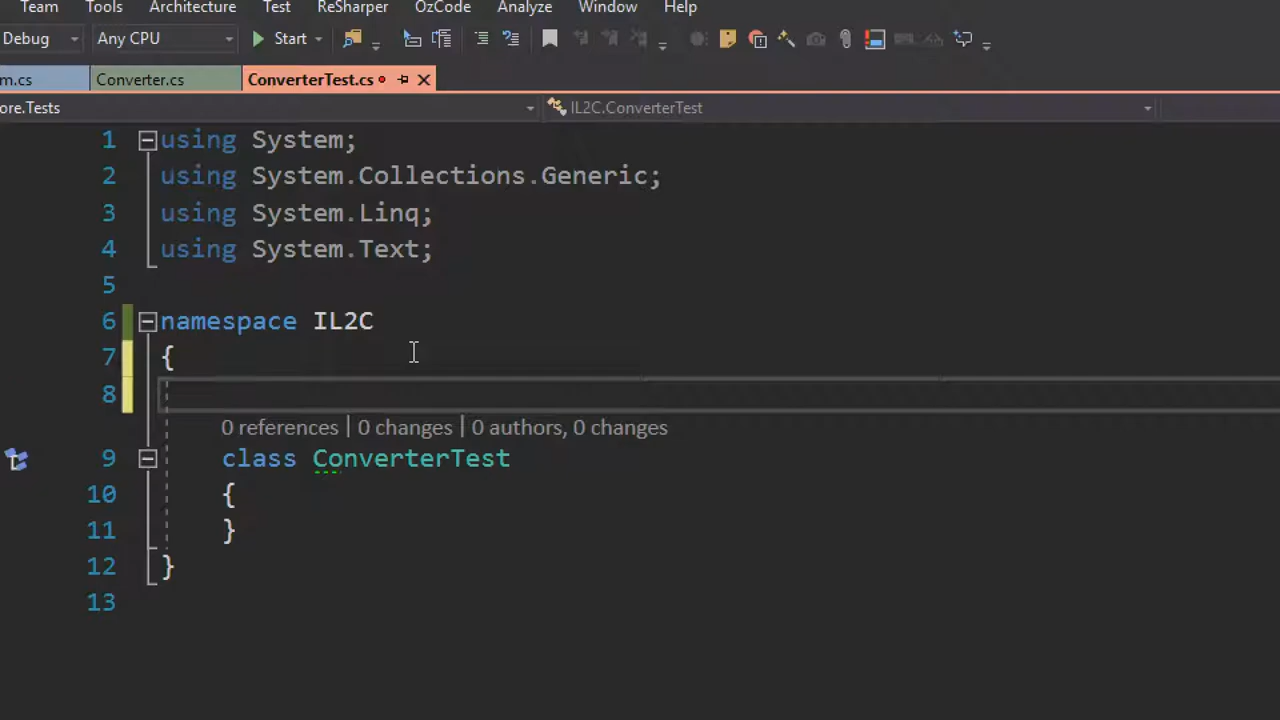 Team Tools Architecture Test ReSharper OzCode Analyze Window Help
Debug Any CPU Start
m.cs Converter.cs ConverterTest.cs
ore.Tests IL2C.ConverterTest
1 using System;
2 using System.Collections.Generic;
3 using System.Linq;
4 using System.Text;
5
6 namespace IL2C
7 {
8
0 references | 0 changes | 0 authors, 0 changes
9 class ConverterTest
10 {
11 }
12 }
13